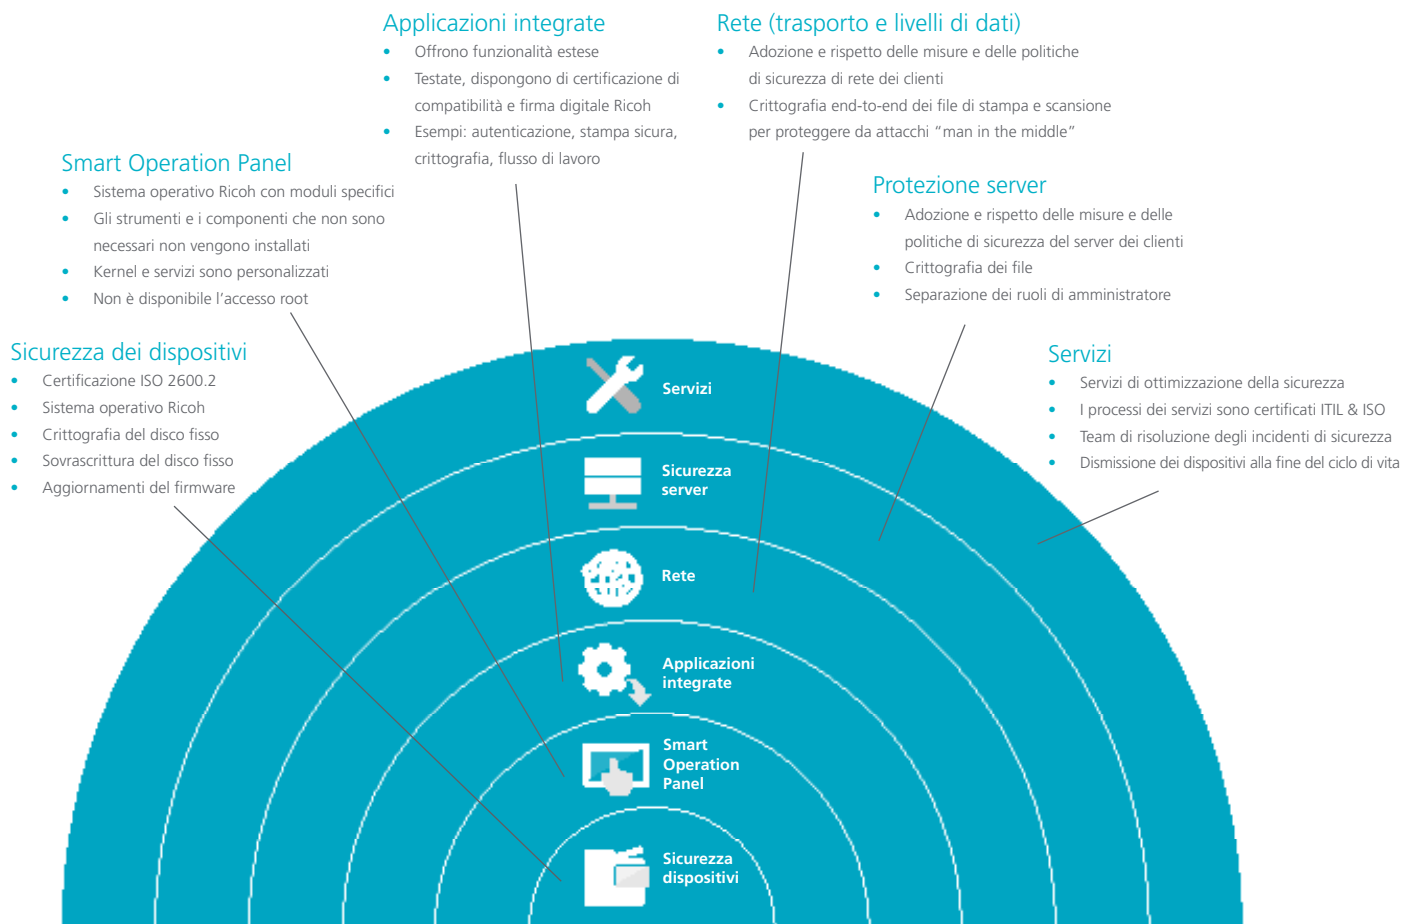 Applicazioni integrate
• Offrono funzionalità estese
• Testate, dispongono di certificazione di
compatibilità e firma digitale Ricoh
• Esempi: autenticazione, stampa sicura,
crittografia, flusso di lavoro
Rete (trasporto e livelli di dati)
• Adozione e rispetto delle misure e delle politiche
di sicurezza di rete dei clienti
• Crittografia end-to-end dei file di stampa e scansione
per proteggere da attacchi “man in the middle”
Smart Operation Panel
• Sistema operativo Ricoh con moduli specifici
• Gli strumenti e i componenti che non sono
necessari non vengono installati
• Kernel e servizi sono personalizzati
• Non è disponibile l’accesso root
Protezione server
• Adozione e rispetto delle misure e delle
politiche di sicurezza del server dei clienti
• Crittografia dei file
• Separazione dei ruoli di amministratore
Sicurezza dei dispositivi
• Certificazione ISO 2600.2
• Sistema operativo Ricoh
• Crittografia del disco fisso
• Sovrascrittura del disco fisso
• Aggiornamenti del firmware
Servizi
• Servizi di ottimizzazione della sicurezza
• I processi dei servizi sono certificati ITIL & ISO
• Team di risoluzione degli incidenti di sicurezza
• Dismissione dei dispositivi alla fine del ciclo di vita
Servizi
Sicurezza
server
Rete
Applicazioni
integrate
Smart
Operation
Panel
Sicurezza
dispositivi